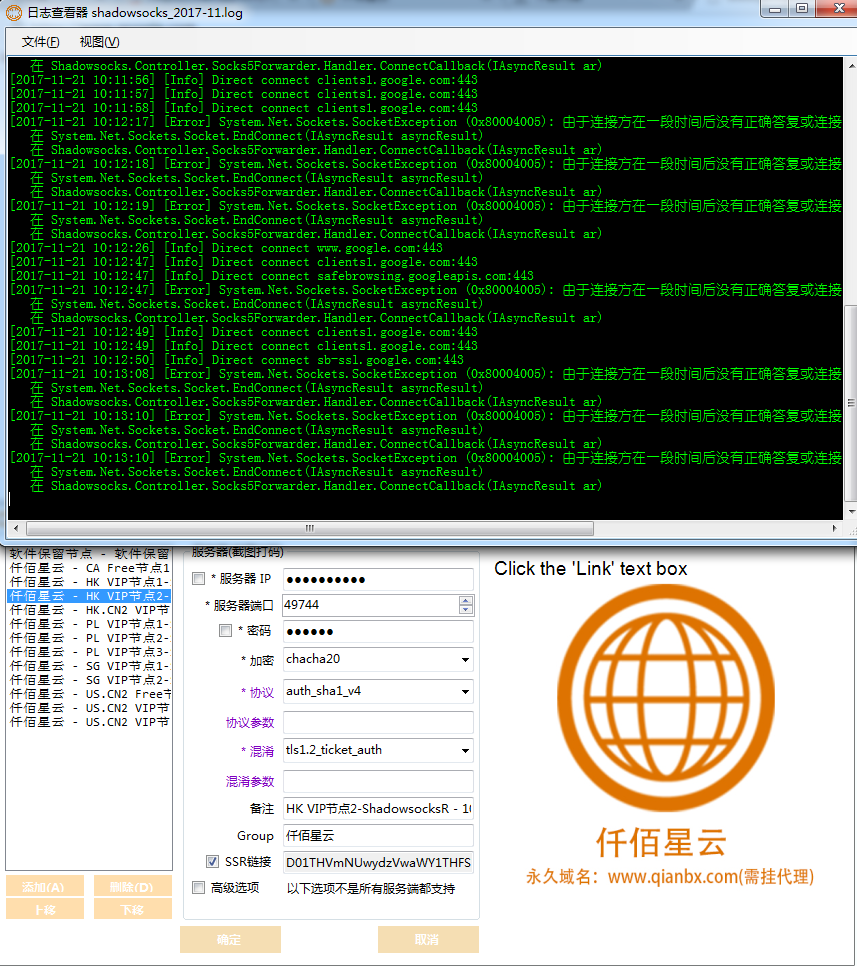 日志查看器 shadowsocks_2017-11.log
文件(F) 视图(V)
在 Shadowsocks.Controller.Socks5Forwarder.Handler.ConnectCallback(IAsyncResult ar)
[2017-11-21 10:11:56] [Info] Direct connect clients1.google.com:443
[2017-11-21 10:11:57] [Info] Direct connect clients1.google.com:443
[2017-11-21 10:11:58] [Info] Direct connect clients1.google.com:443
[2017-11-21 10:12:17] [Error] System.Net.Sockets.SocketException (0x80004005): 由于连接方在一段时间后没有正确答复或连接
在 System.Net.Sockets.Socket.EndConnect(IAsyncResult asyncResult)
在 Shadowsocks.Controller.Socks5Forwarder.Handler.ConnectCallback(IAsyncResult ar)
[2017-11-21 10:12:18] [Error] System.Net.Sockets.SocketException (0x80004005): 由于连接方在一段时间后没有正确答复或连接
在 System.Net.Sockets.Socket.EndConnect(IAsyncResult asyncResult)
在 Shadowsocks.Controller.Socks5Forwarder.Handler.ConnectCallback(IAsyncResult ar)
[2017-11-21 10:12:19] [Error] System.Net.Sockets.SocketException (0x80004005): 由于连接方在一段时间后没有正确答复或连接
在 System.Net.Sockets.Socket.EndConnect(IAsyncResult asyncResult)
在 Shadowsocks.Controller.Socks5Forwarder.Handler.ConnectCallback(IAsyncResult ar)
[2017-11-21 10:12:26] [Info] Direct connect www.google.com:443
[2017-11-21 10:12:47] [Info] Direct connect clients1.google.com:443
[2017-11-21 10:12:47] [Info] Direct connect safebrowsing.googleapis.com:443
[2017-11-21 10:12:47] [Error] System.Net.Sockets.SocketException (0x80004005): 由于连接方在一段时间后没有正确答复或连接
在 System.Net.Sockets.Socket.EndConnect(IAsyncResult asyncResult)
在 Shadowsocks.Controller.Socks5Forwarder.Handler.ConnectCallback(IAsyncResult ar)
[2017-11-21 10:12:49] [Info] Direct connect clients1.google.com:443
[2017-11-21 10:12:49] [Info] Direct connect clients1.google.com:443
[2017-11-21 10:12:50] [Info] Direct connect sb-ssl.google.com:443
[2017-11-21 10:13:08] [Error] System.Net.Sockets.SocketException (0x80004005): 由于连接方在一段时间后没有正确答复或连接
在 System.Net.Sockets.Socket.EndConnect(IAsyncResult asyncResult)
在 Shadowsocks.Controller.Socks5Forwarder.Handler.ConnectCallback(IAsyncResult ar)
[2017-11-21 10:13:10] [Error] System.Net.Sockets.SocketException (0x80004005): 由于连接方在一段时间后没有正确答复或连接
在 System.Net.Sockets.Socket.EndConnect(IAsyncResult asyncResult)
在 Shadowsocks.Controller.Socks5Forwarder.Handler.ConnectCallback(IAsyncResult ar)
[2017-11-21 10:13:10] [Error] System.Net.Sockets.SocketException (0x80004005): 由于连接方在一段时间后没有正确答复或连接
在 System.Net.Sockets.Socket.EndConnect(IAsyncResult asyncResult)
在 Shadowsocks.Controller.Socks5Forwarder.Handler.ConnectCallback(IAsyncResult ar)
软件保留节点 - 软件保留
仟佰星云 - CA Free节点1
仟佰星云 - HK VIP节点1-
仟佰星云 - HK VIP节点2-
仟佰星云 - HK.CN2 VIP节
仟佰星云 - PL VIP节点1-
仟佰星云 - PL VIP节点2-
仟佰星云 - PL VIP节点3-
仟佰星云 - SG VIP节点1-
仟佰星云 - SG VIP节点2-
仟佰星云 - US.CN2 Free节
仟佰星云 - US.CN2 VIP节
仟佰星云 - US.CN2 VIP节
添加(A) 删除(D)
上移 下移
服务器(截图打码)
* 服务器 IP ●●●●●●●●●●
* 服务器端口 49744
* 密码 ●●●●●●
* 加密 chacha20
* 协议 auth_sha1_v4
协议参数
* 混淆 tls1.2_ticket_auth
混淆参数
备注 HK VIP节点2-ShadowsocksR - 10
Group 仟佰星云
SSR链接 D01THVmNUwydzVwaWY1THFS
高级选项 以下选项不是所有服务端都支持
确定 取消
Click the 'Link' text box
仟佰星云
永久域名：www.qianbx.com(需挂代理)